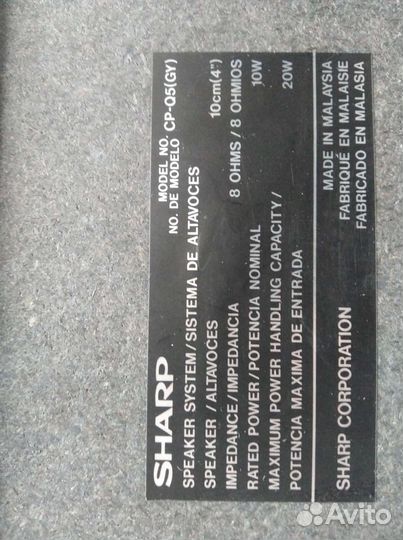 SHARP
MODEL NO.
NO. DE MODELO CP-Q5(GY)
SPEAKER SYSTEM/SISTEMA DE ALTAVOCES
SPEAKER/ALTAVOCES 10cm(4")
IMPEDANCE/IMPEDANCIA 8 OHMS/8 OHMIOS
RATED POWER/POTENCIA NOMINAL 10W
MAXIMUM POWER HANDLING CAPACITY/
POTENCIA MAXIMA DE ENTRADA 20W
SHARP CORPORATION
MADE IN MALAYSIA
FABRIQUÉ EN MALAISIE
FABRICADO EN MALASIA
Avito